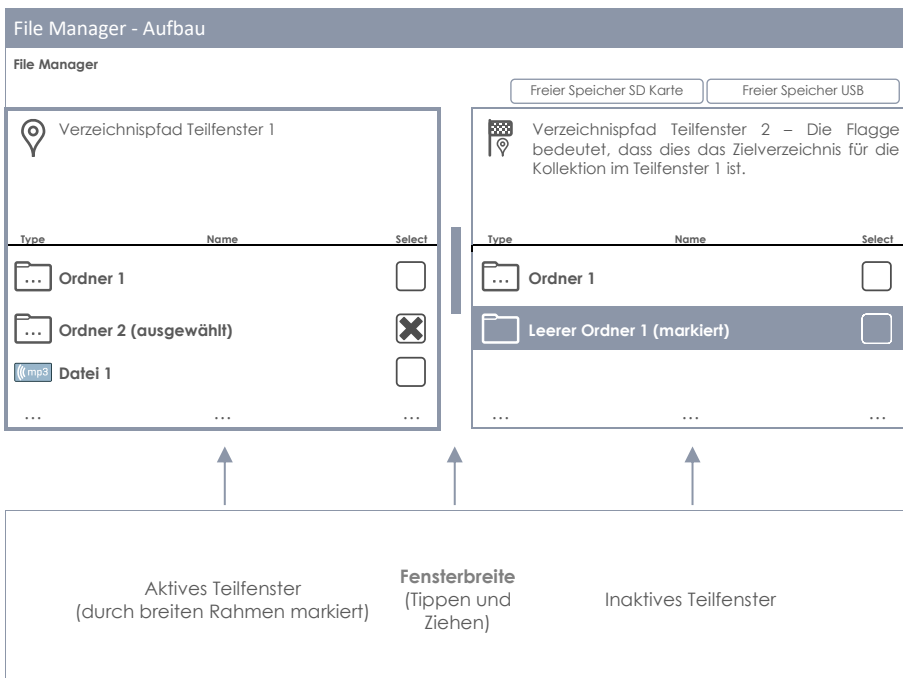 File Manager - Aufbau
File Manager
Freier Speicher SD Karte
Freier Speicher USB
Verzeichnispfad Teilfenster 1
Type Name Select
... Ordner 1
... Ordner 2 (ausgewählt)
mp3 Datei 1
... ... ...
Verzeichnispfad Teilfenster 2 – Die Flagge
bedeutet, dass dies das Zielverzeichnis für die
Kollektion im Teilfenster 1 ist.
Type Name Select
... Ordner 1
Leerer Ordner 1 (markiert)
... ... ...
Aktives Teilfenster
(durch breiten Rahmen markiert)
Fensterbreite
(Tippen und
Ziehen)
Inaktives Teilfenster